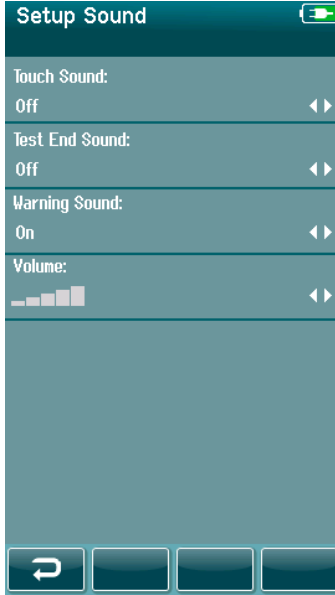 Setup Sound
Touch Sound:
Off
Test End Sound:
Off
Warning Sound:
On
Volume: